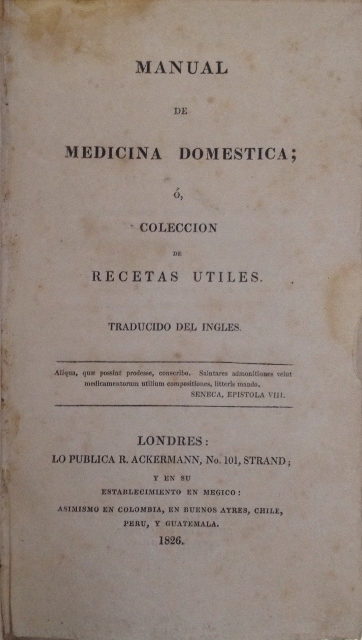 MANUAL
DE
MEDICINA DOMESTICA;
ó,
COLECCION
DE
RECETAS UTILES.
TRADUCIDO DEL INGLES.
Aliqua, quæ possint prodesse, conscribo. Salutares admonitiones velut
medicamentorum utilium compositiones, litteris mando.
SENECA, EPISTOLA VIII.
LONDRES:
LO PUBLICA R. ACKERMANN, No. 101, STRAND;
Y EN SU
ESTABLECIMIENTO EN MEGICO:
ASIMISMO EN COLOMBIA, EN BUENOS AYRES, CHILE,
PERU, Y GUATEMALA.
1826.